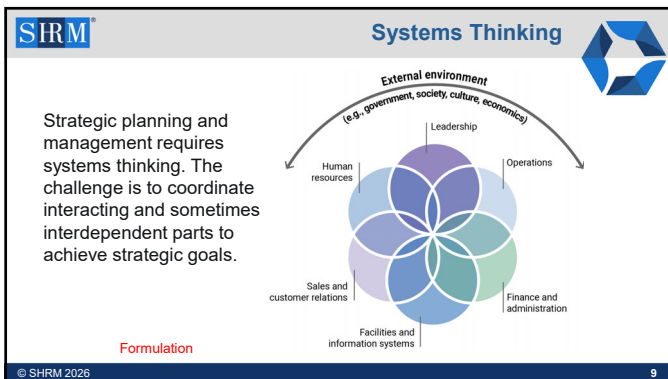 SHRM®
Systems Thinking
Strategic planning and
management requires
systems thinking. The
challenge is to coordinate
interacting and sometimes
interdependent parts to
achieve strategic goals.
External environment
(e.g., government, society, culture, economics)
Leadership
Human
resources
Operations
Sales and
customer relations
Finance and
administration
Facilities and
information systems
Formulation
© SHRM 2026
9